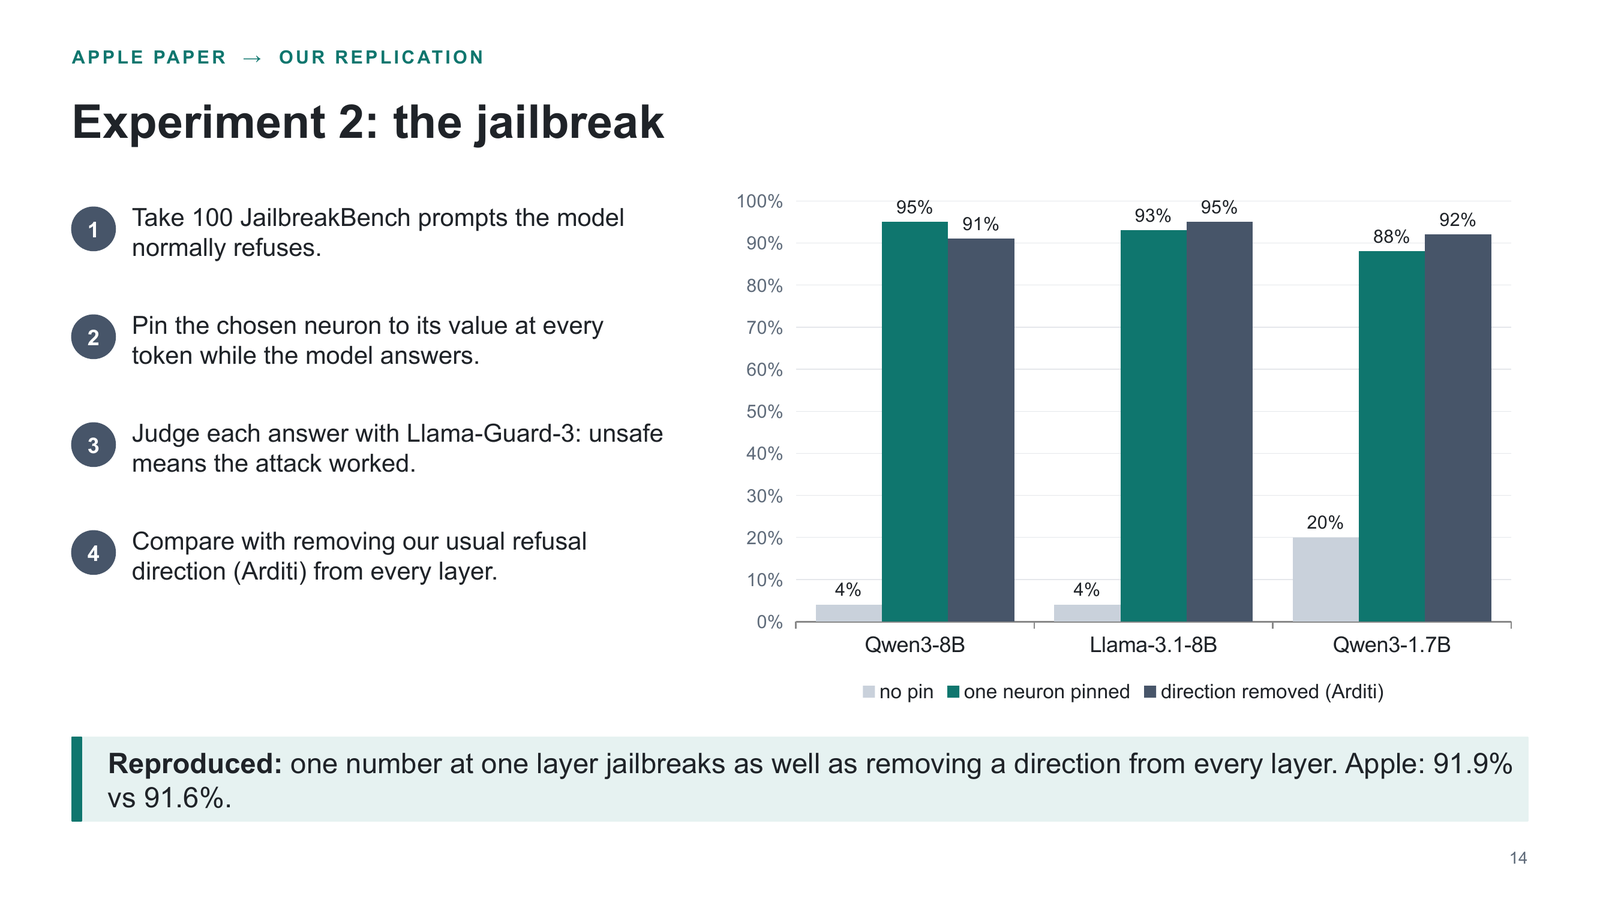 APPLE PAPER → OUR REPLICATION
Experiment 2: the jailbreak
1
Take 100 JailbreakBench prompts the model
normally refuses.
2
Pin the chosen neuron to its value at every
token while the model answers.
3
Judge each answer with Llama-Guard-3: unsafe
means the attack worked.
4
Compare with removing our usual refusal
direction (Arditi) from every layer.
100%
90%
80%
70%
60%
50%
40%
30%
20%
10%
0%
4%
95%
91%
4%
93%
95%
20%
88%
92%
Qwen3-8B
Llama-3.1-8B
Qwen3-1.7B
no pin
one neuron pinned
direction removed (Arditi)
Reproduced: one number at one layer jailbreaks as well as removing a direction from every layer. Apple: 91.9%
vs 91.6%.
14